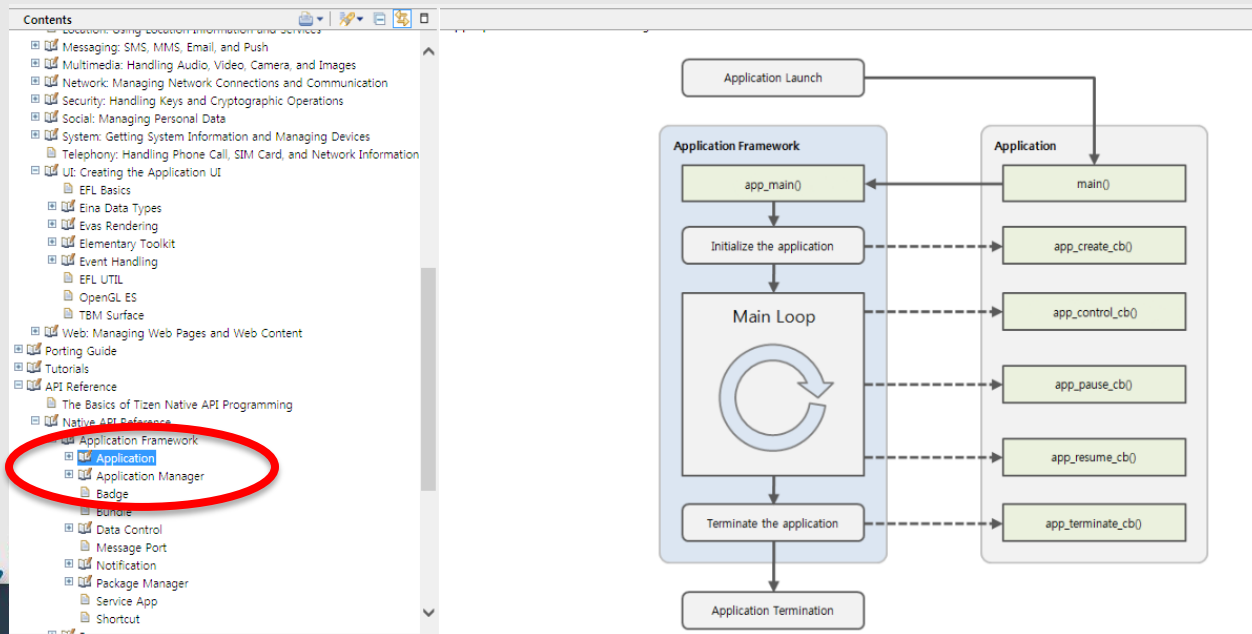 Contents
Location: Using Location Information and Services
Messaging: SMS, MMS, Email, and Push
Multimedia: Handling Audio, Video, Camera, and Images
Network: Managing Network Connections and Communication
Security: Handling Keys and Cryptographic Operations
Social: Managing Personal Data
System: Getting System Information and Managing Devices
Telephony: Handling Phone Call, SIM Card, and Network Information
UI: Creating the Application UI
EFL Basics
Eina Data Types
Evas Rendering
Elementary Toolkit
Event Handling
EFL UTIL
OpenGL ES
TBM Surface
Web: Managing Web Pages and Web Content
Porting Guide
Tutorials
API Reference
The Basics of Tizen Native API Programming
Native API Reference
Application Framework
Application
Application Manager
Badge
Bundle
Data Control
Message Port
Notification
Package Manager
Service App
Shortcut
Application Launch
Application Framework
app_main()
Initialize the application
Main Loop
Terminate the application
Application Termination
Application
main()
app_create_cb()
app_control_cb()
app_pause_cb()
app_resume_cb()
app_terminate_cb()